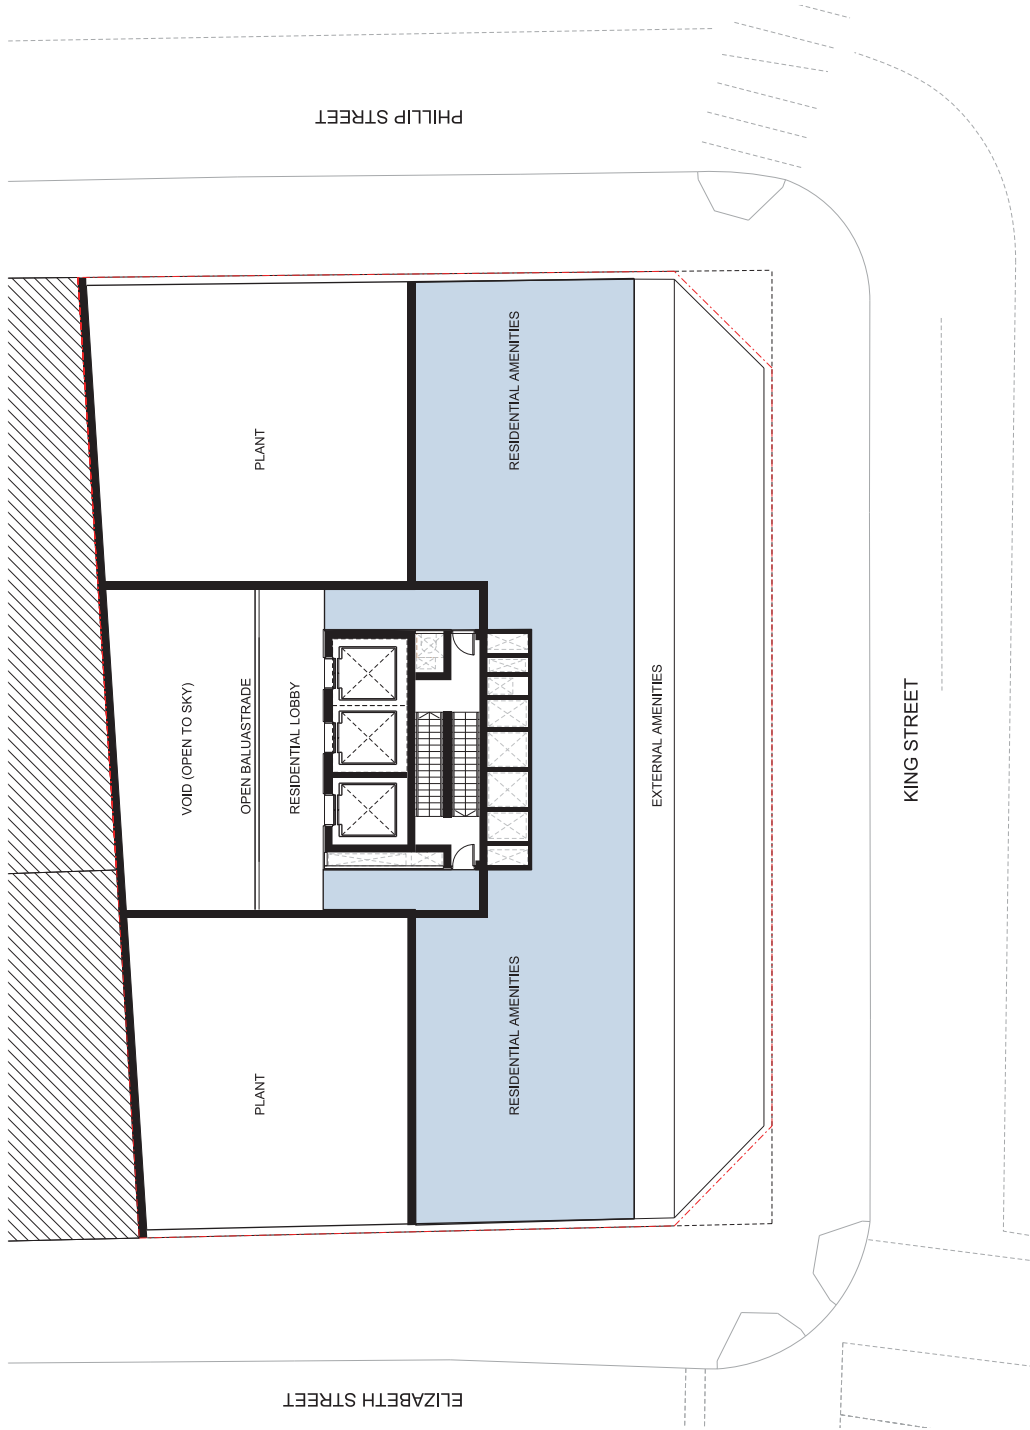 PHILLIP STREET
PLANT
RESIDENTIAL AMENITIES
VOID (OPEN TO SKY)
OPEN BALUASTRADE
RESIDENTIAL LOBBY
EXTERNAL AMENITIES
KING STREET
PLANT
RESIDENTIAL AMENITIES
ELIZABETH STREET